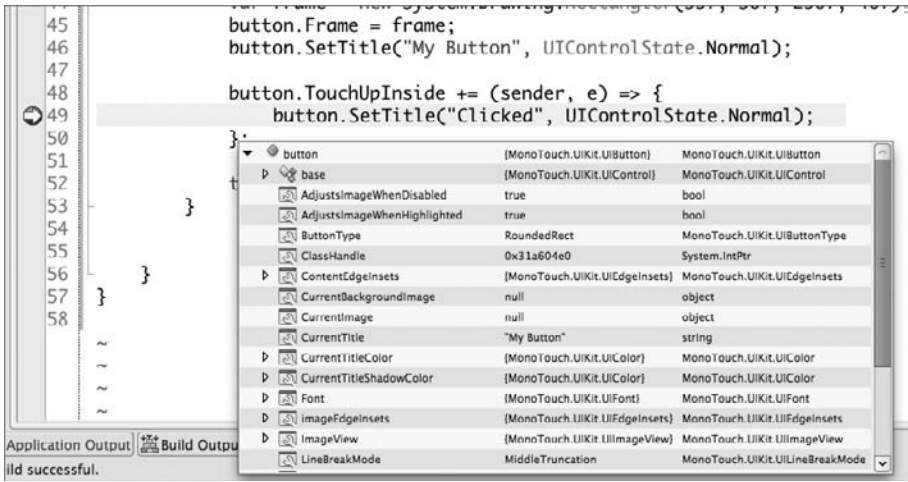 45 button.Frame = frame;
46 button.SetTitle("My Button", UIControlState.Normal);
47
48 button.TouchUpInside += (sender, e) => {
49 button.SetTitle("Clicked", UIControlState.Normal);
50 };
51
52 t
53 }
54
55
56 }
57 }
58
~
~
~
~
button {MonoTouch.UIKit.UIButton} MonoTouch.UIKit.UIButton
base {MonoTouch.UIKit.UIControl} MonoTouch.UIKit.UIControl
AdjustsImageWhenDisabled true bool
AdjustsImageWhenHighlighted true bool
ButtonType RoundedRect MonoTouch.UIKit.UIButtonType
ClassHandle 0x31a604e0 System.IntPtr
ContentEdgeInsets {MonoTouch.UIKit.UIEdgeInsets} MonoTouch.UIKit.UIEdgeInsets
CurrentBackgroundImage null object
CurrentImage null object
CurrentTitle "My Button" string
CurrentTitleColor {MonoTouch.UIKit.UIColor} MonoTouch.UIKit.UIColor
CurrentTitleShadowColor {MonoTouch.UIKit.UIColor} MonoTouch.UIKit.UIColor
Font {MonoTouch.UIKit.UIFont} MonoTouch.UIKit.UIFont
imageEdgeInsets {MonoTouch.UIKit.UIEdgeInsets} MonoTouch.UIKit.UIEdgeInsets
ImageView {MonoTouch.UIKit.UIImageView} MonoTouch.UIKit.UIImageView
LineBreakMode MiddleTruncation MonoTouch.UIKit.UILineBreakMode
Application Output Build Outpu
ild successful.